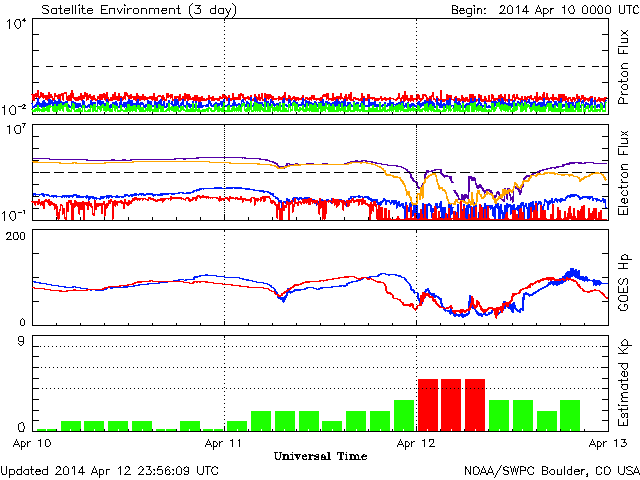 Satellite Environment (3 day) Begin: 2014 Apr 10 0000 UTC
10^4
10^-2
Proton Flux
10^7
10^-1
Electron Flux
200
0
GOES Hp
9
0
Estimated Kp
Apr 10 Apr 11 Apr 12 Apr 13
Universal Time
Updated 2014 Apr 12 23:56:09 UTC NOAA/SWPC Boulder, CO USA